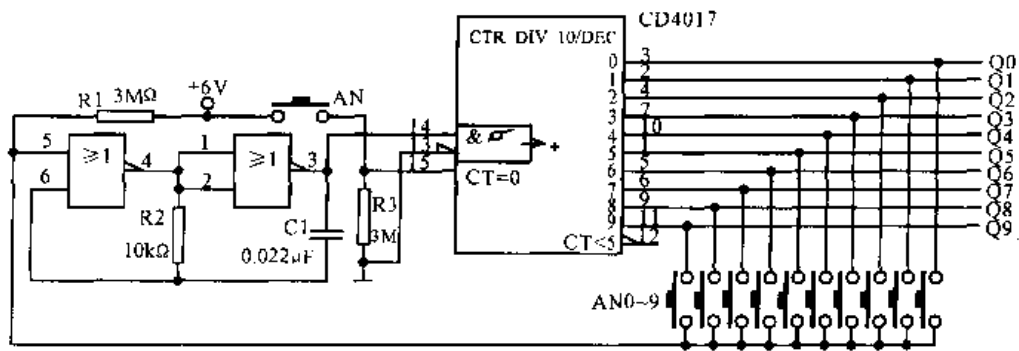 CD4017
CTR DIV 10/DEC
0 3 Q0
1 2 Q1
2 4 Q2
3 7 Q3
4 10 Q4
5 1 Q5
6 5 Q6
7 6 Q7
8 9 Q8
9 11 Q9
CT<5 12
R1 3MΩ +6V AN
5 ≥1 4 1 ≥1 3 14 & +
6 2 13
15 CT=0
R2 10kΩ
C1 0.022μF
R3 3M
AN0~9